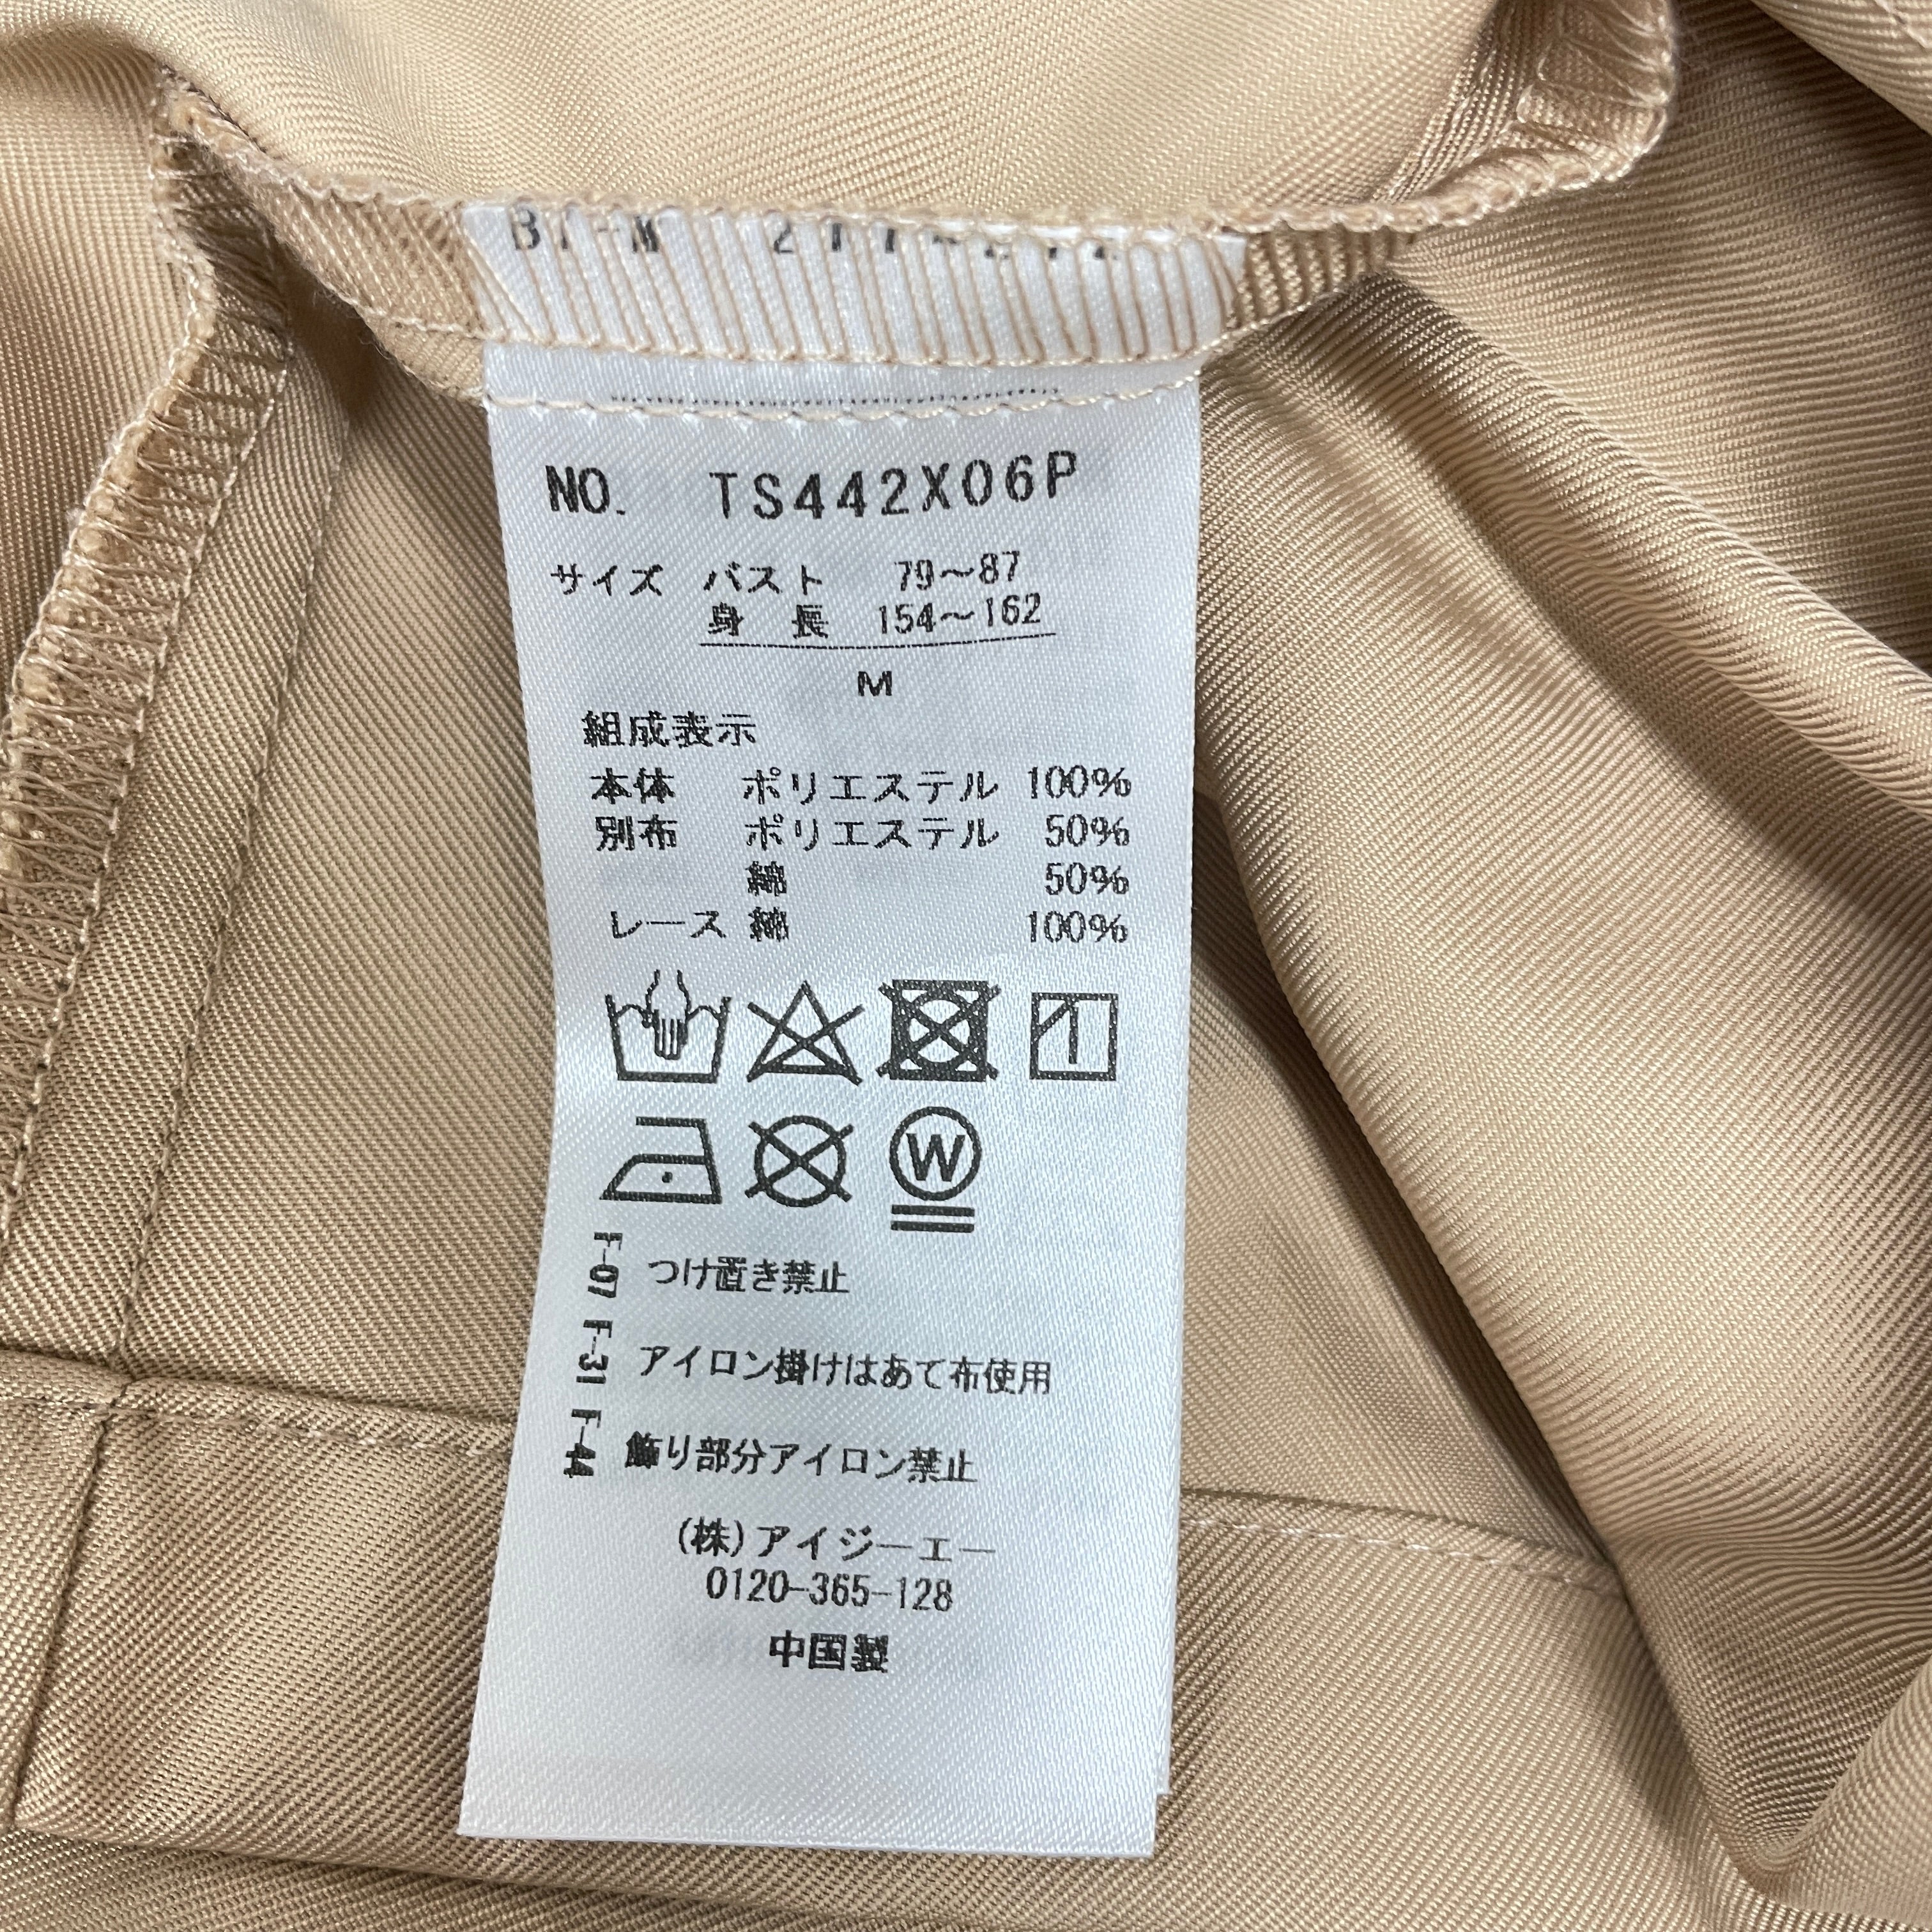 NO. TS442X06P
サイズ バスト 79～87
身長 154～162
M
組成表示
本体 ポリエステル 100%
別布 ポリエステル 50%
綿 50%
レース 綿 100%
W
F-07 つけ置き禁止
F-31 アイロン掛けはあて布使用
F-44 飾り部分アイロン禁止
(株)アイジーエー
0120-365-128
中国製